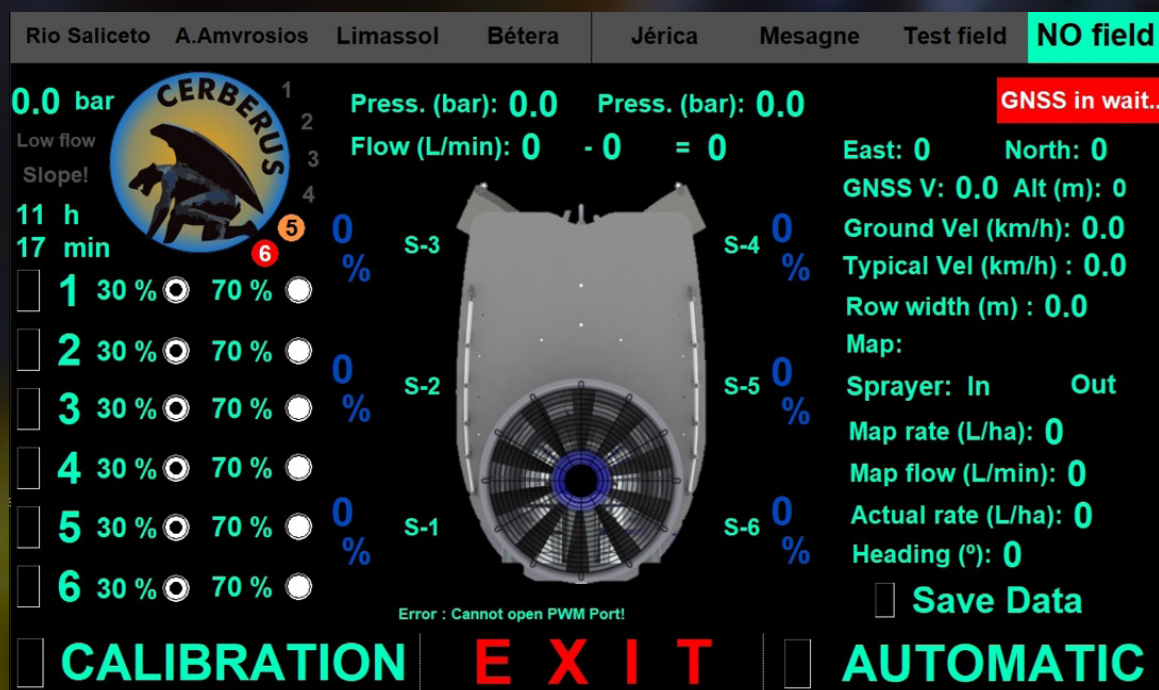 Rio Saliceto A.Amvrosios Limassol Bétera Jérica Mesagne Test field NO field
0.0 bar
Low flow
Slope!
11 h
17 min
CERBERUS
1
2
3
4
5
6
Press. (bar): 0.0 Press. (bar): 0.0
Flow (L/min): 0 - 0 = 0
GNSS in wait..
East: 0 North: 0
GNSS V: 0.0 Alt (m): 0
Ground Vel (km/h): 0.0
Typical Vel (km/h) : 0.0
Row width (m) : 0.0
Map:
Sprayer: In Out
Map rate (L/ha): 0
Map flow (L/min): 0
Actual rate (L/ha): 0
Heading (º): 0
Save Data
1 30 % 70 %
2 30 % 70 %
3 30 % 70 %
4 30 % 70 %
5 30 % 70 %
6 30 % 70 %
0 % S-3 S-4 0 %
0 % S-2 S-5 0 %
0 % S-1 S-6 0 %
Error : Cannot open PWM Port!
CALIBRATION EXIT AUTOMATIC